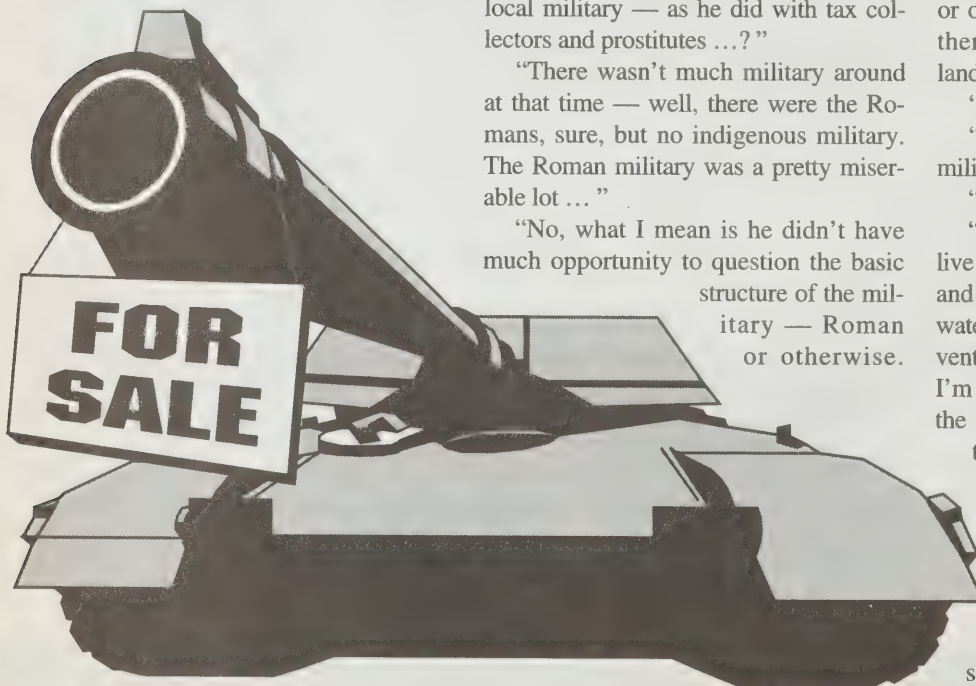 local military — as he did with tax col-
lectors and prostitutes …?”
“There wasn't much military around
at that time — well, there were the Ro-
mans, sure, but no indigenous military.
The Roman military was a pretty miser-
able lot …”
“No, what I mean is he didn't have
much opportunity to question the basic
structure of the mil-
itary — Roman
or otherwise.
FOR
SALE
or
ther
land
milit
live
and
wate
vent
I'm
the